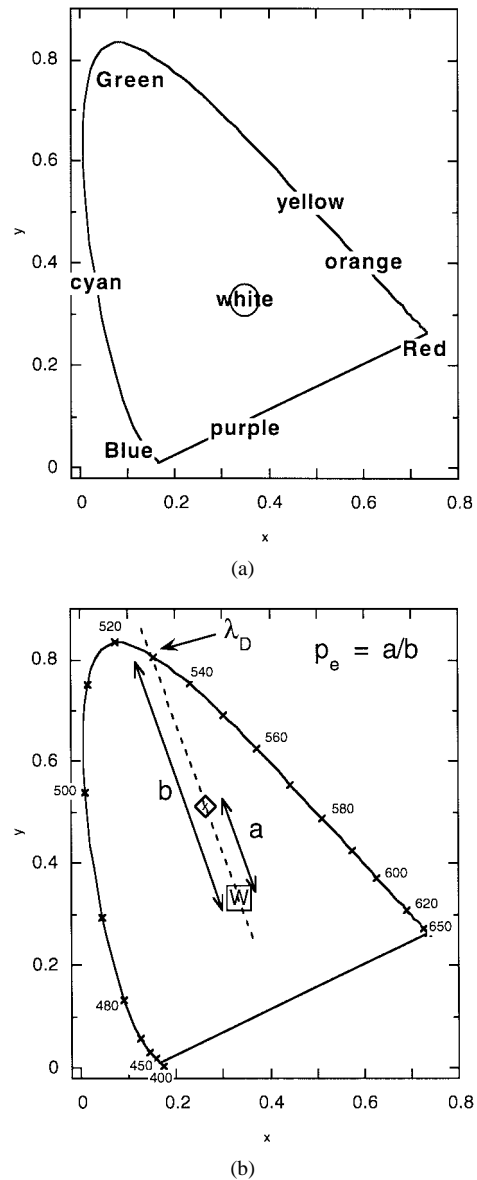 0.8
Green
0.6
yellow
y
0.4
orange
cyan
white
0.2
Red
purple
Blue
0
0 0.2 0.4 0.6 0.8
x
(a)
520
λD
pe = a/b
0.8
540
0.6
560
b
500
580
y
a
0.4
600
W
620
650
0.2
480
450
0
400
0 0.2 0.4 0.6 0.8
x
(b)